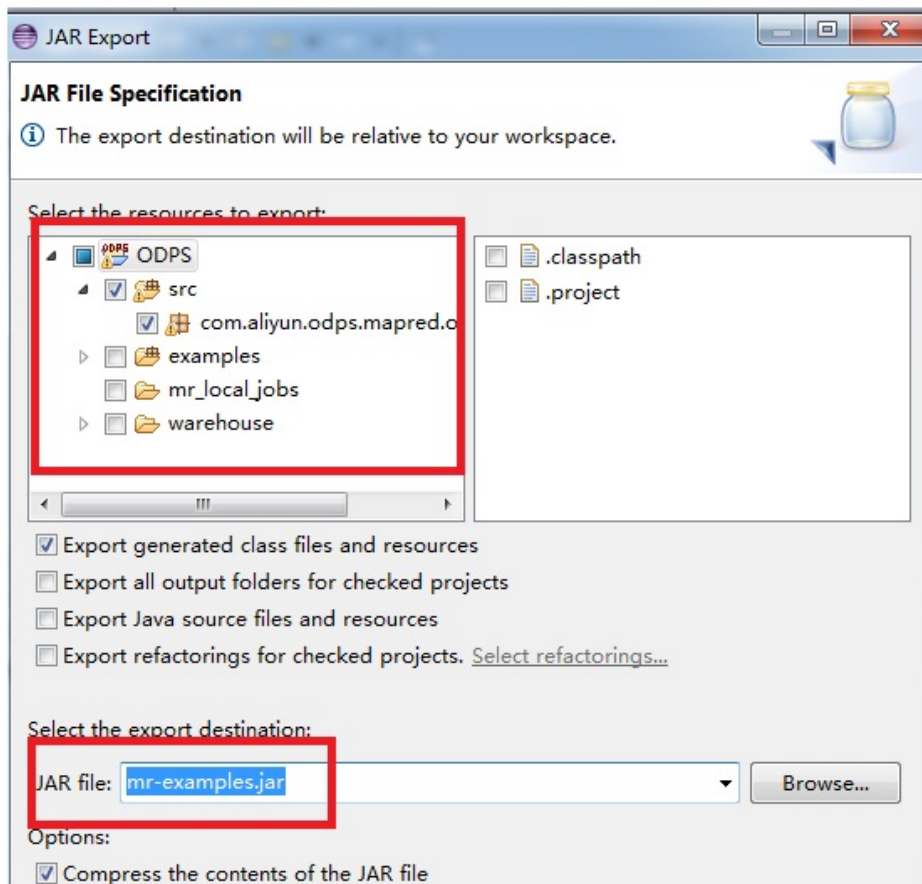 JAR Export
JAR File Specification
The export destination will be relative to your workspace.
Select the resources to export:
ODPS
src
com.aliyun.odps.mapred.o
examples
mr_local_jobs
warehouse
.classpath
.project
Export generated class files and resources
Export all output folders for checked projects
Export Java source files and resources
Export refactorings for checked projects. Select refactorings...
Select the export destination:
JAR file: mr-examples.jar Browse...
Options:
Compress the contents of the JAR file